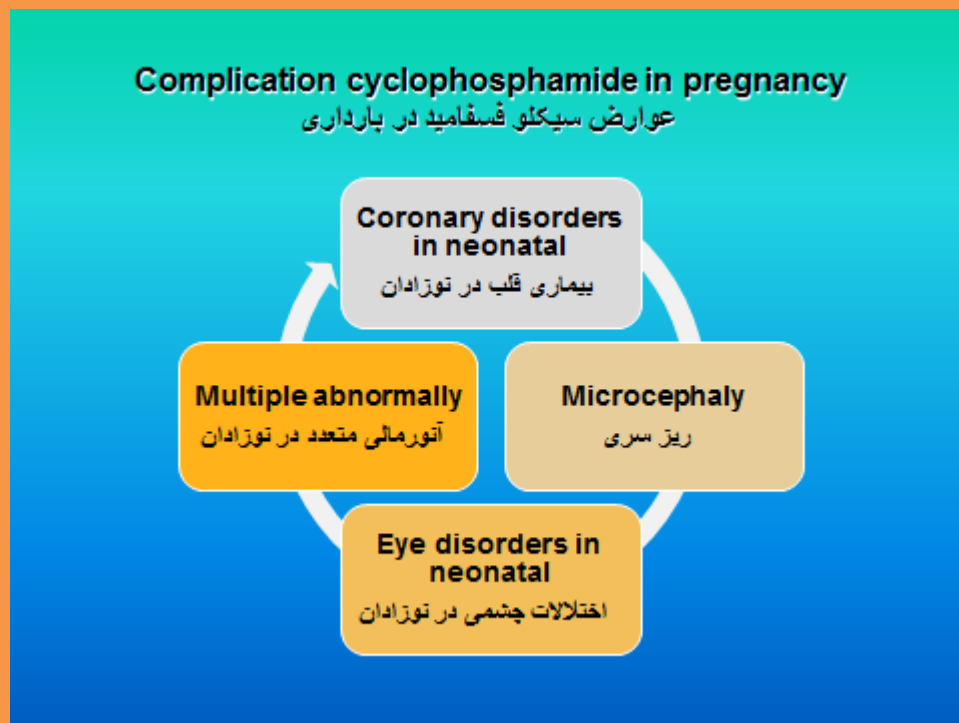 Complication cyclophosphamide in pregnancy
عوارض سیکلو فسفامید در بارداری
Coronary disorders
in neonatal
بیماری قلب در نوزادان
Multiple abnormally
آنورمالی متعدد در نوزادان
Microcephaly
ریز سری
Eye disorders in
neonatal
اختلالات چشمی در نوزادان